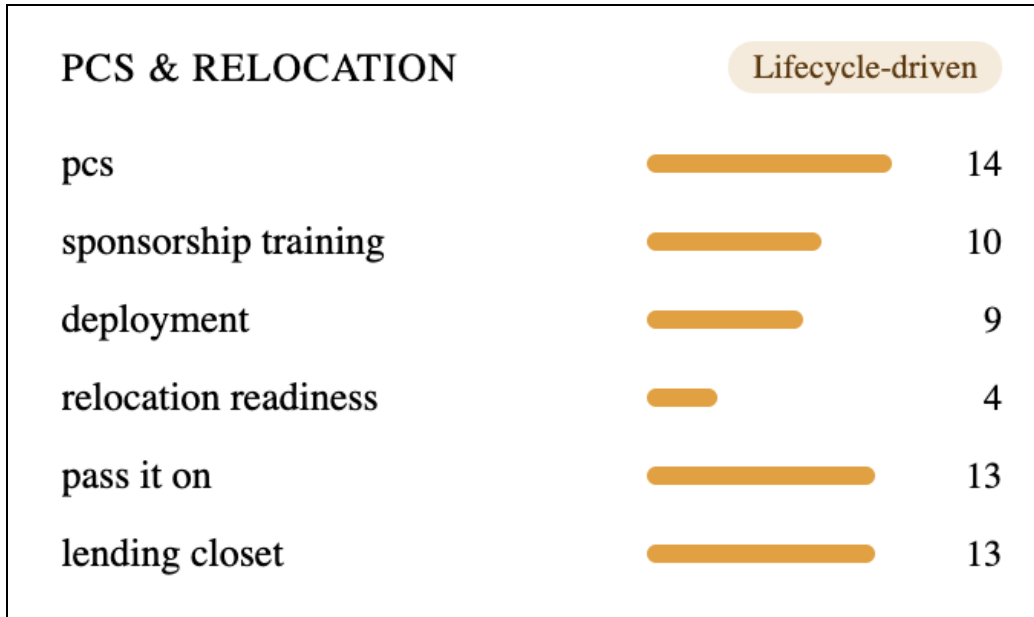 PCS & RELOCATION Lifecycle-driven
pcs 14
sponsorship training 10
deployment 9
relocation readiness 4
pass it on 13
lending closet 13